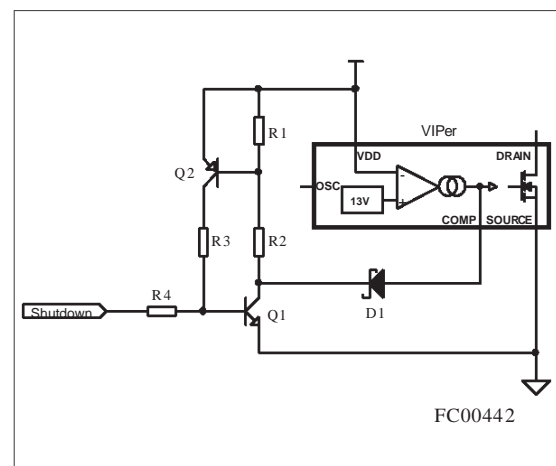 VIPer
R1
VDD
DRAIN
Q2
-
OSC
13V
+
COMP SOURCE
R3
R2
R4
D1
Shutdown
Q1
FC00442